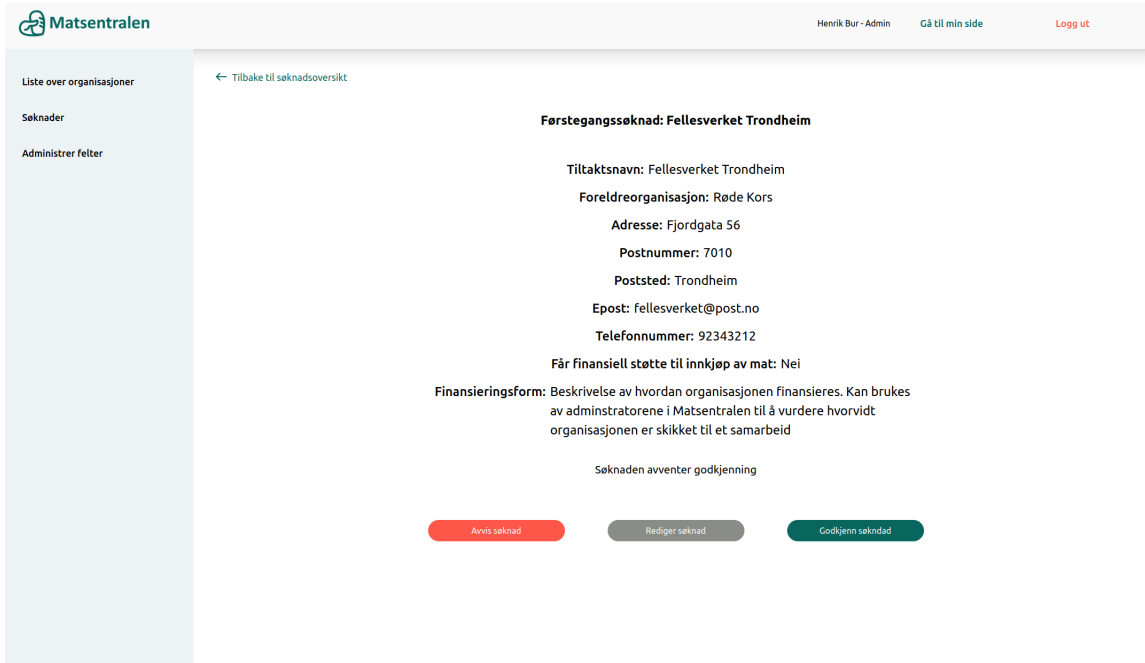 Matsentralen
Henrik Bur - Admin Gå til min side Logg ut
Liste over organisasjoner
Søknader
Administrer felter
← Tilbake til søknadsoversikt
Førstegangssøknad: Fellesverket Trondheim
Tiltaktsnavn: Fellesverket Trondheim
Foreldreorganisasjon: Røde Kors
Adresse: Fjordgata 56
Postnummer: 7010
Poststed: Trondheim
Epost: fellesverket@post.no
Telefonnummer: 92343212
Får finansiell støtte til innkjøp av mat: Nei
Finansieringsform: Beskrivelse av hvordan organisasjonen finansieres. Kan brukes
av adminstratorene i Matsentralen til å vurdere hvorvidt
organisasjonen er skikket til et samarbeid
Søknaden avventer godkjenning
Avvis søknad Rediger søknad Godkjenn søkndad